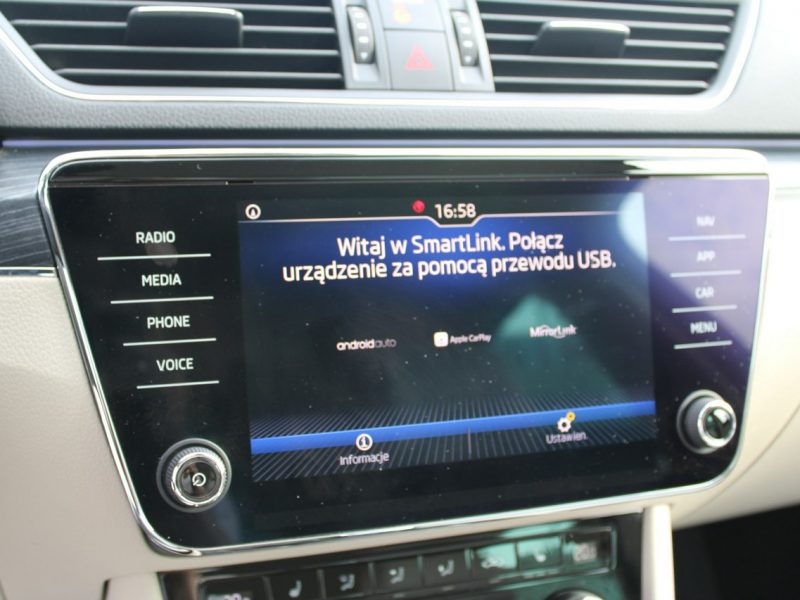 16:58
Witaj w SmartLink. Połącz
urządzenie za pomocą przewodu USB.
androidauto
Apple CarPlay
MirrorLink
Informacje
Ustawien.
RADIO
MEDIA
PHONE
VOICE
NAV
APP
CAR
MENU